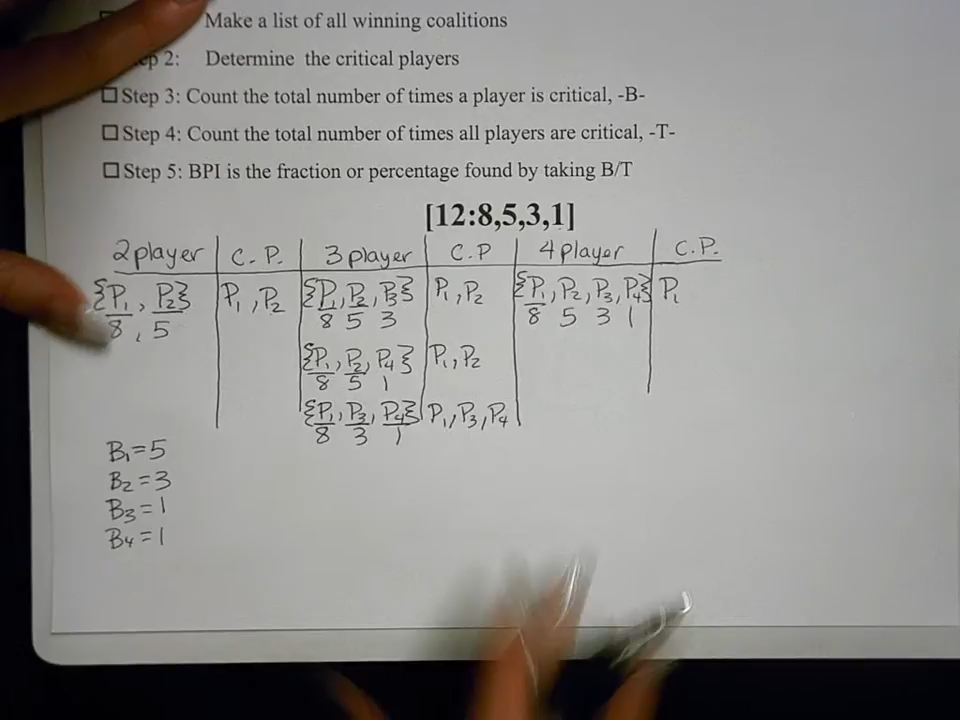 Make a list of all winning coalitions
ep 2: Determine the critical players
☐ Step 3: Count the total number of times a player is critical, -B-
☐ Step 4: Count the total number of times all players are critical, -T-
☐ Step 5: BPI is the fraction or percentage found by taking B/T
[12:8,5,3,1]
2 player C.P. 3 player C.P 4 player C.P.
{P₁, P₂} P₁, P₂ {P₁, P₂, P₃} P₁, P₂ {P₁, P₂, P₃, P₄} P₁
8, 5 8 5 3 8 5 3 1
{P₁, P₂, P₄} P₁, P₂
8 5 1
{P₁, P₃, P₄} P₁, P₃, P₄
8 3 1
B₁=5
B₂=3
B₃=1
B₄=1